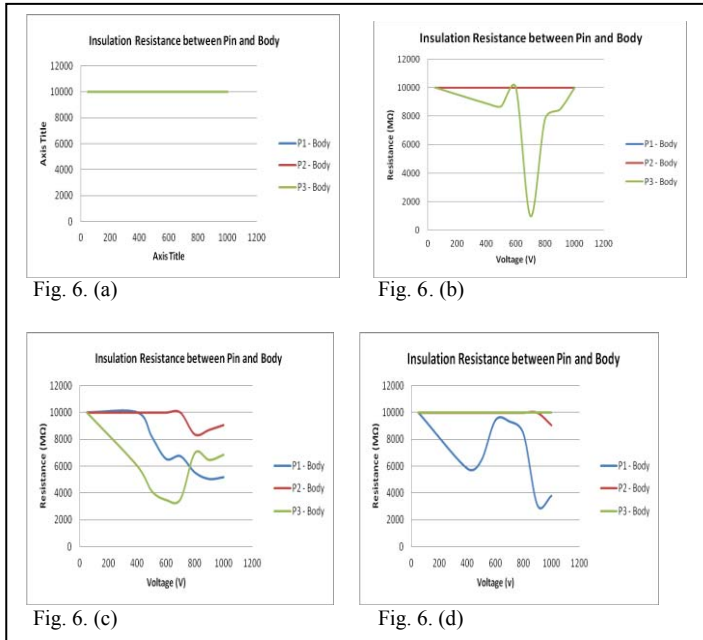 Insulation Resistance between Pin and Body
Axis Title
12000
10000
8000
6000
4000
2000
0
0 200 400 600 800 1000 1200
Axis Title
P1 - Body
P2 - Body
P3 - Body
Fig. 6. (a)
Insulation Resistance between Pin and Body
Resistance (MΩ)
12000
10000
8000
6000
4000
2000
0
0 200 400 600 800 1000 1200
Voltage (V)
P1 - Body
P2 - Body
P3 - Body
Fig. 6. (b)
Insulation Resistance between Pin and Body
Resistance (MΩ)
12000
10000
8000
6000
4000
2000
0
0 200 400 600 800 1000 1200
Voltage (V)
P1 - Body
P2 - Body
P3 - Body
Fig. 6. (c)
Insulation Resistance between Pin and Body
Resistance (MΩ)
12000
10000
8000
6000
4000
2000
0
0 200 400 600 800 1000 1200
Voltage (v)
P1 - Body
P2 - Body
P3 - Body
Fig. 6. (d)